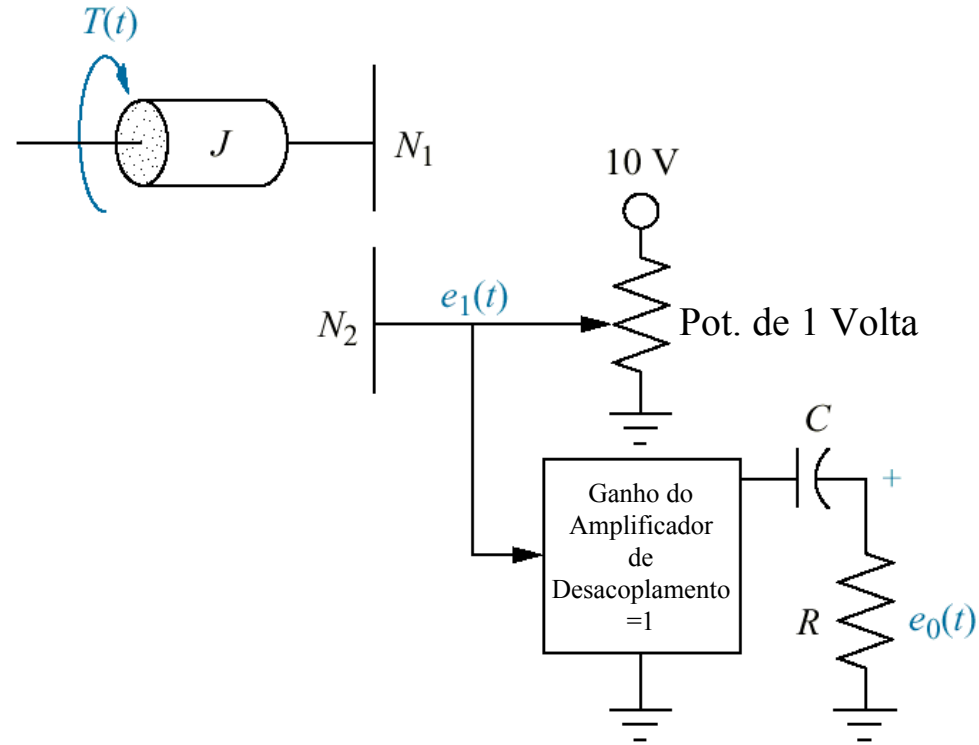 T(t)
J
N₁
10 V
N₂
e₁(t)
Pot. de 1 Volta
C
+
Ganho do
Amplificador
de
Desacoplamento
=1
R
e₀(t)